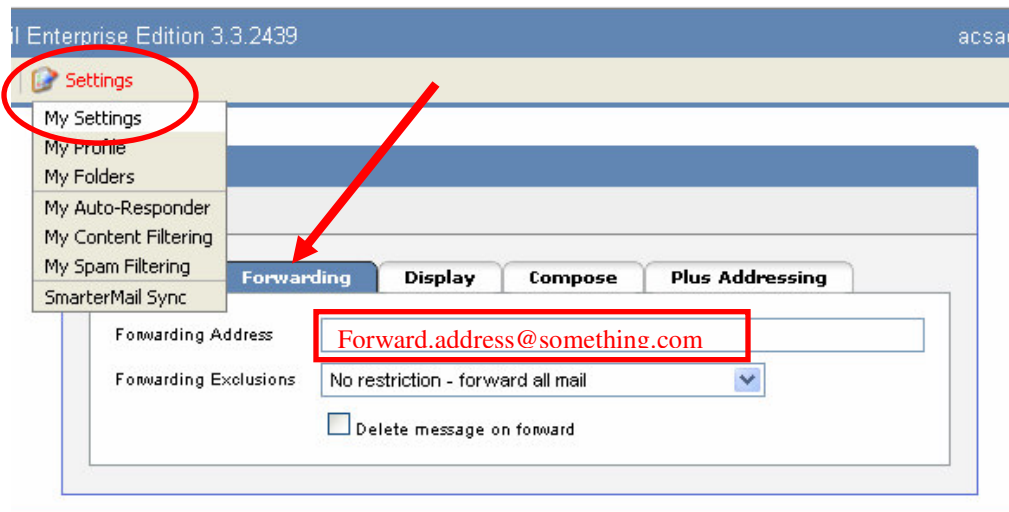 Enterprise Edition 3.3.2439
Settings
My Settings
My Profile
My Folders
My Auto-Responder
My Content Filtering
My Spam Filtering
SmarterMail Sync
Forwarding Display Compose Plus Addressing
Forwarding Address Forward.address@something.com
Forwarding Exclusions No restriction - forward all mail
Delete message on forward